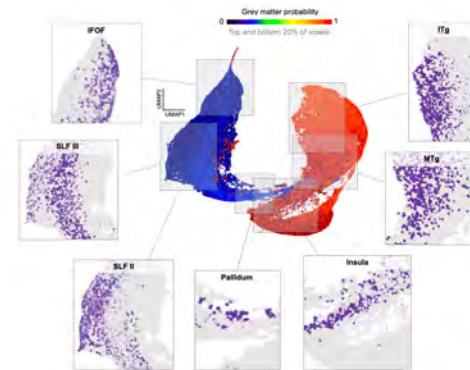 Grey matter probability
0 1
Top and bottom 20% of voxels
IFOF
ITg
UMAP2
UMAP1
SLF III
MTg
SLF II
Pallidum
Insula